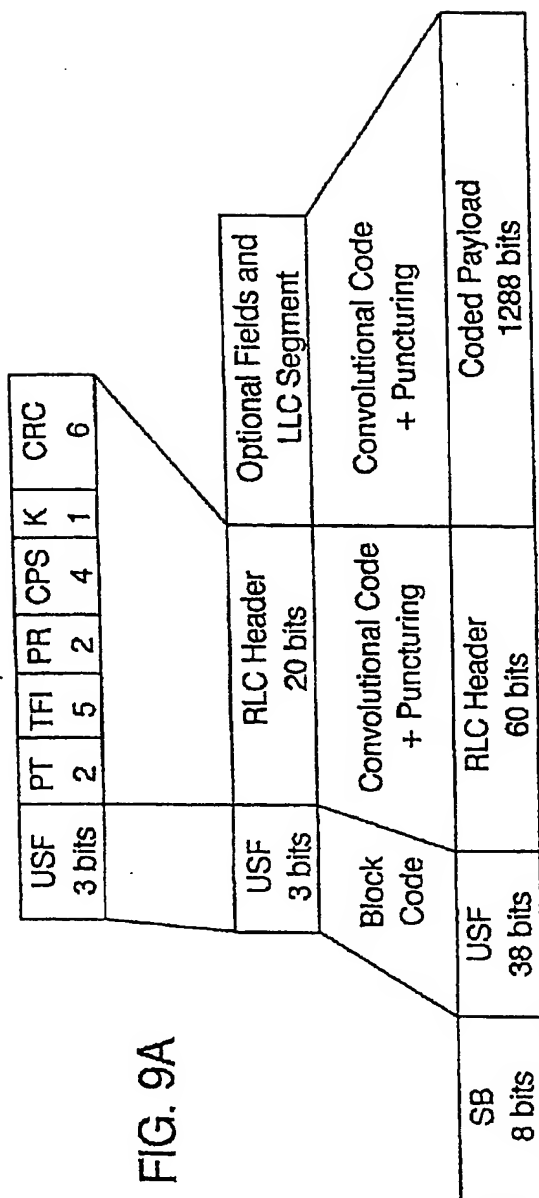 FIG. 9A
USF PT TFI PR CPS K CRC
3 bits 2 5 2 4 1 6
USF RLC Header Optional Fields and
3 bits 20 bits LLC Segment
Block Convolutional Code Convolutional Code
Code + Puncturing + Puncturing
SB USF RLC Header Coded Payload
8 bits 38 bits 60 bits 1288 bits